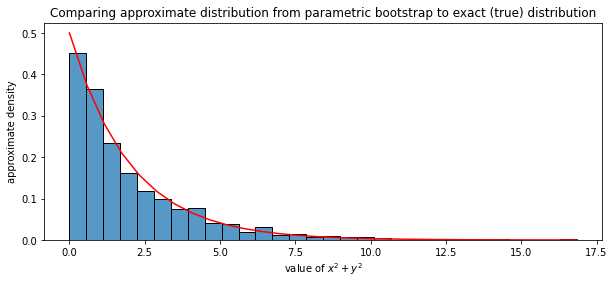 Comparing approximate distribution from parametric bootstrap to exact (true) distribution
0.5
0.4
0.3
0.2
0.1
0.0
approximate density
0.0 2.5 5.0 7.5 10.0 12.5 15.0 17.5
value of x² + y²